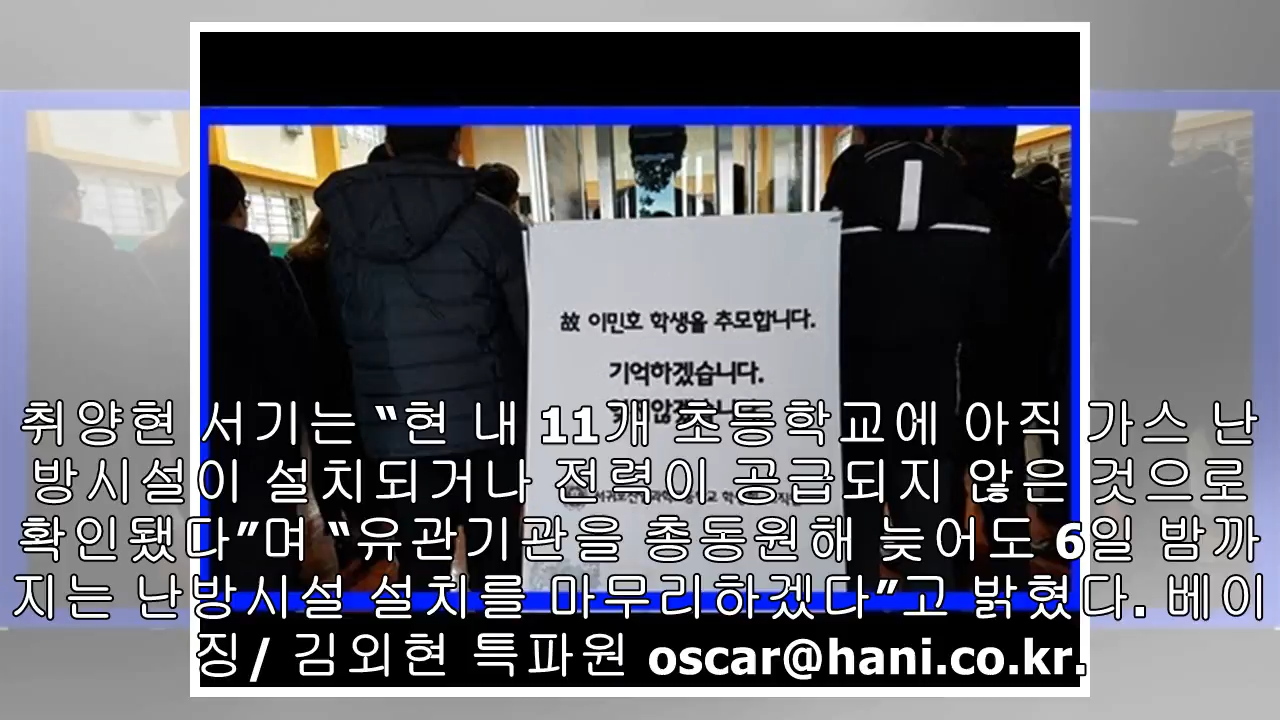 故 이민호 학생을 추모합니다.
기억하겠습니다.
취양현 서기는 “현 내 11개 초등학교에 아직 가스 난
방시설이 설치되거나 전력이 공급되지 않은 것으로
확인됐다”며 “유관기관을 총동원해 늦어도 6일 밤까
지는 난방시설 설치를 마무리하겠다”고 밝혔다. 베이
징/ 김외현 특파원 oscar@hani.co.kr.